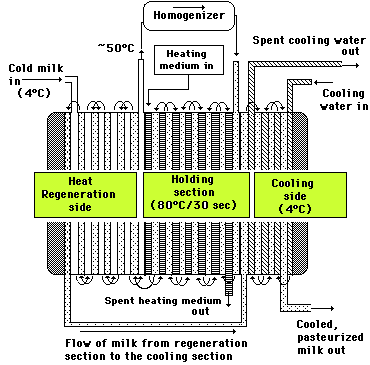 Homogenizer
~50°C
Heating
medium in
Spent cooling water
out
Cold milk
in
(4°C)
Cooling
water in
Heat
Regeneration
side
Holding
section
(80°C/30 sec)
Cooling
side
(4°C)
Spent heating medium
out
Flow of milk from regeneration
section to the cooling section
Cooled,
pasteurized
milk out